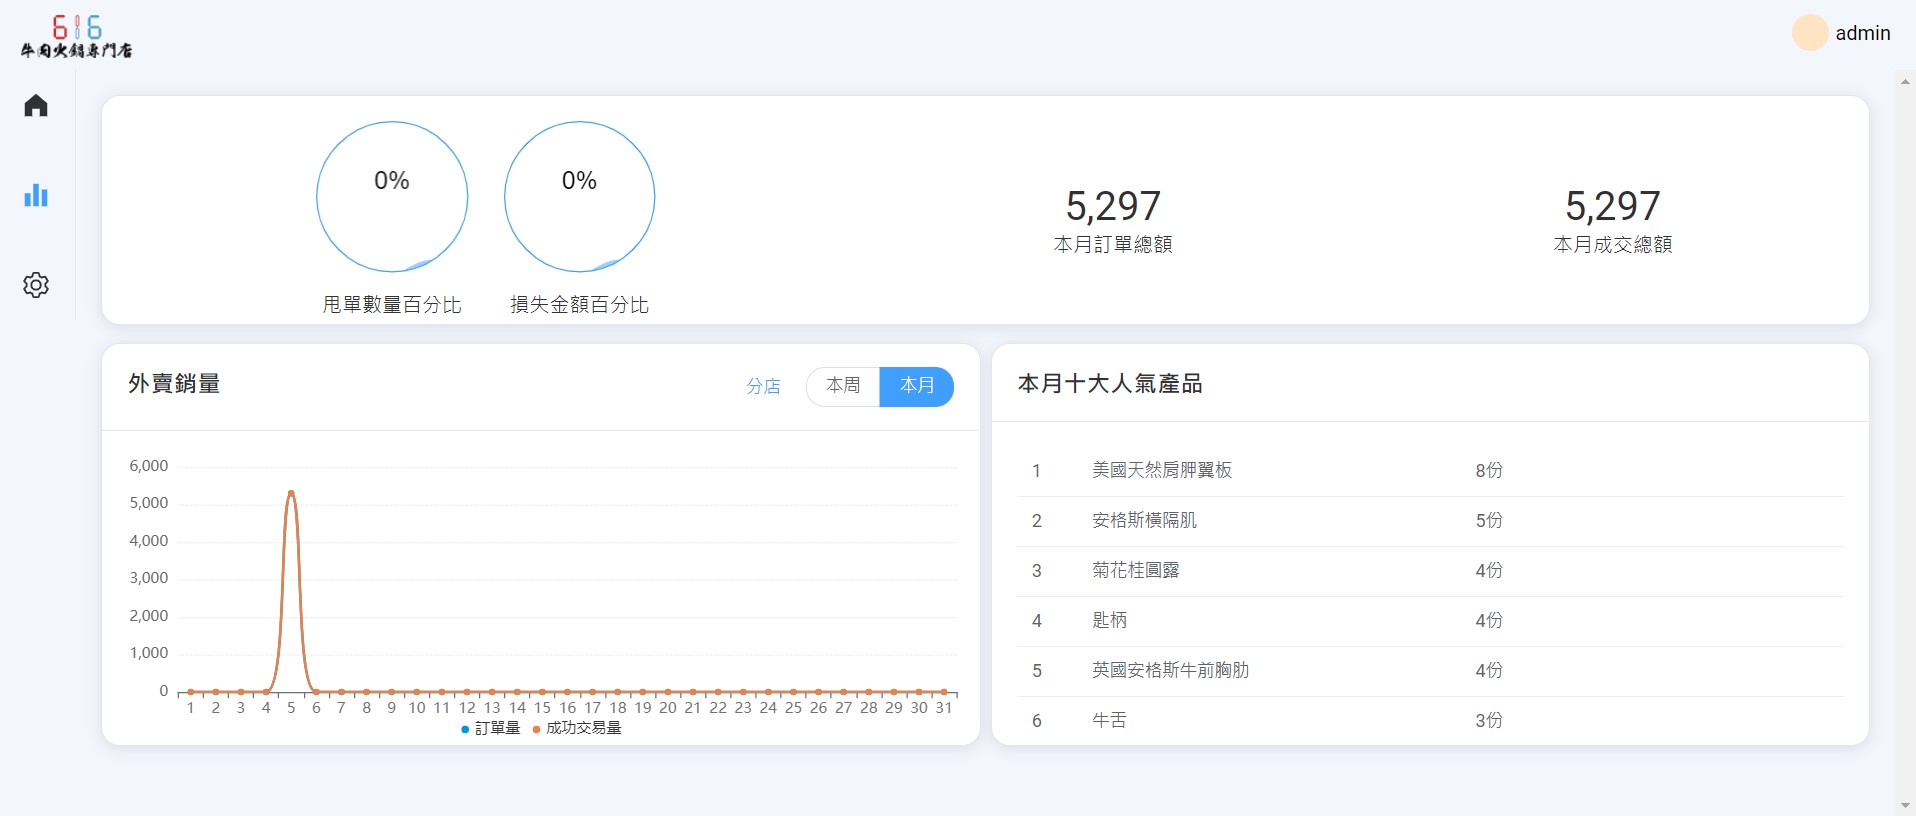 616
牛肉火鍋專門店
admin
0%
0%
甩單數量百分比
損失金額百分比
5,297
本月訂單總額
5,297
本月成交總額
外賣銷量
分店
本周
本月
6,000
5,000
4,000
3,000
2,000
1,000
0
1 2 3 4 5 6 7 8 9 10 11 12 13 14 15 16 17 18 19 20 21 22 23 24 25 26 27 28 29 30 31
訂單量 成功交易量
本月十大人氣產品
1 美國天然肩胛翼板 8份
2 安格斯橫隔肌 5份
3 菊花桂圓露 4份
4 匙柄 4份
5 英國安格斯牛前胸肋 4份
6 牛舌 3份